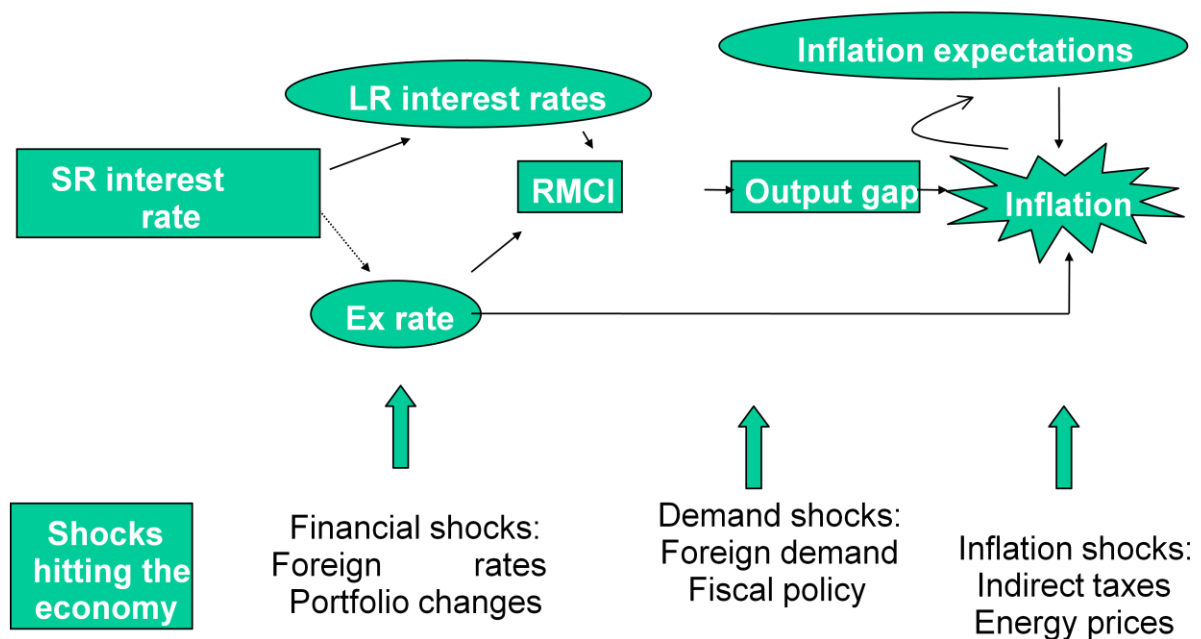 Inflation expectations
LR interest rates
SR interest
rate
RMCI
Output gap
Inflation
Ex rate
Shocks
hitting the
economy
Financial shocks:
Foreign rates
Portfolio changes
Demand shocks:
Foreign demand
Fiscal policy
Inflation shocks:
Indirect taxes
Energy prices